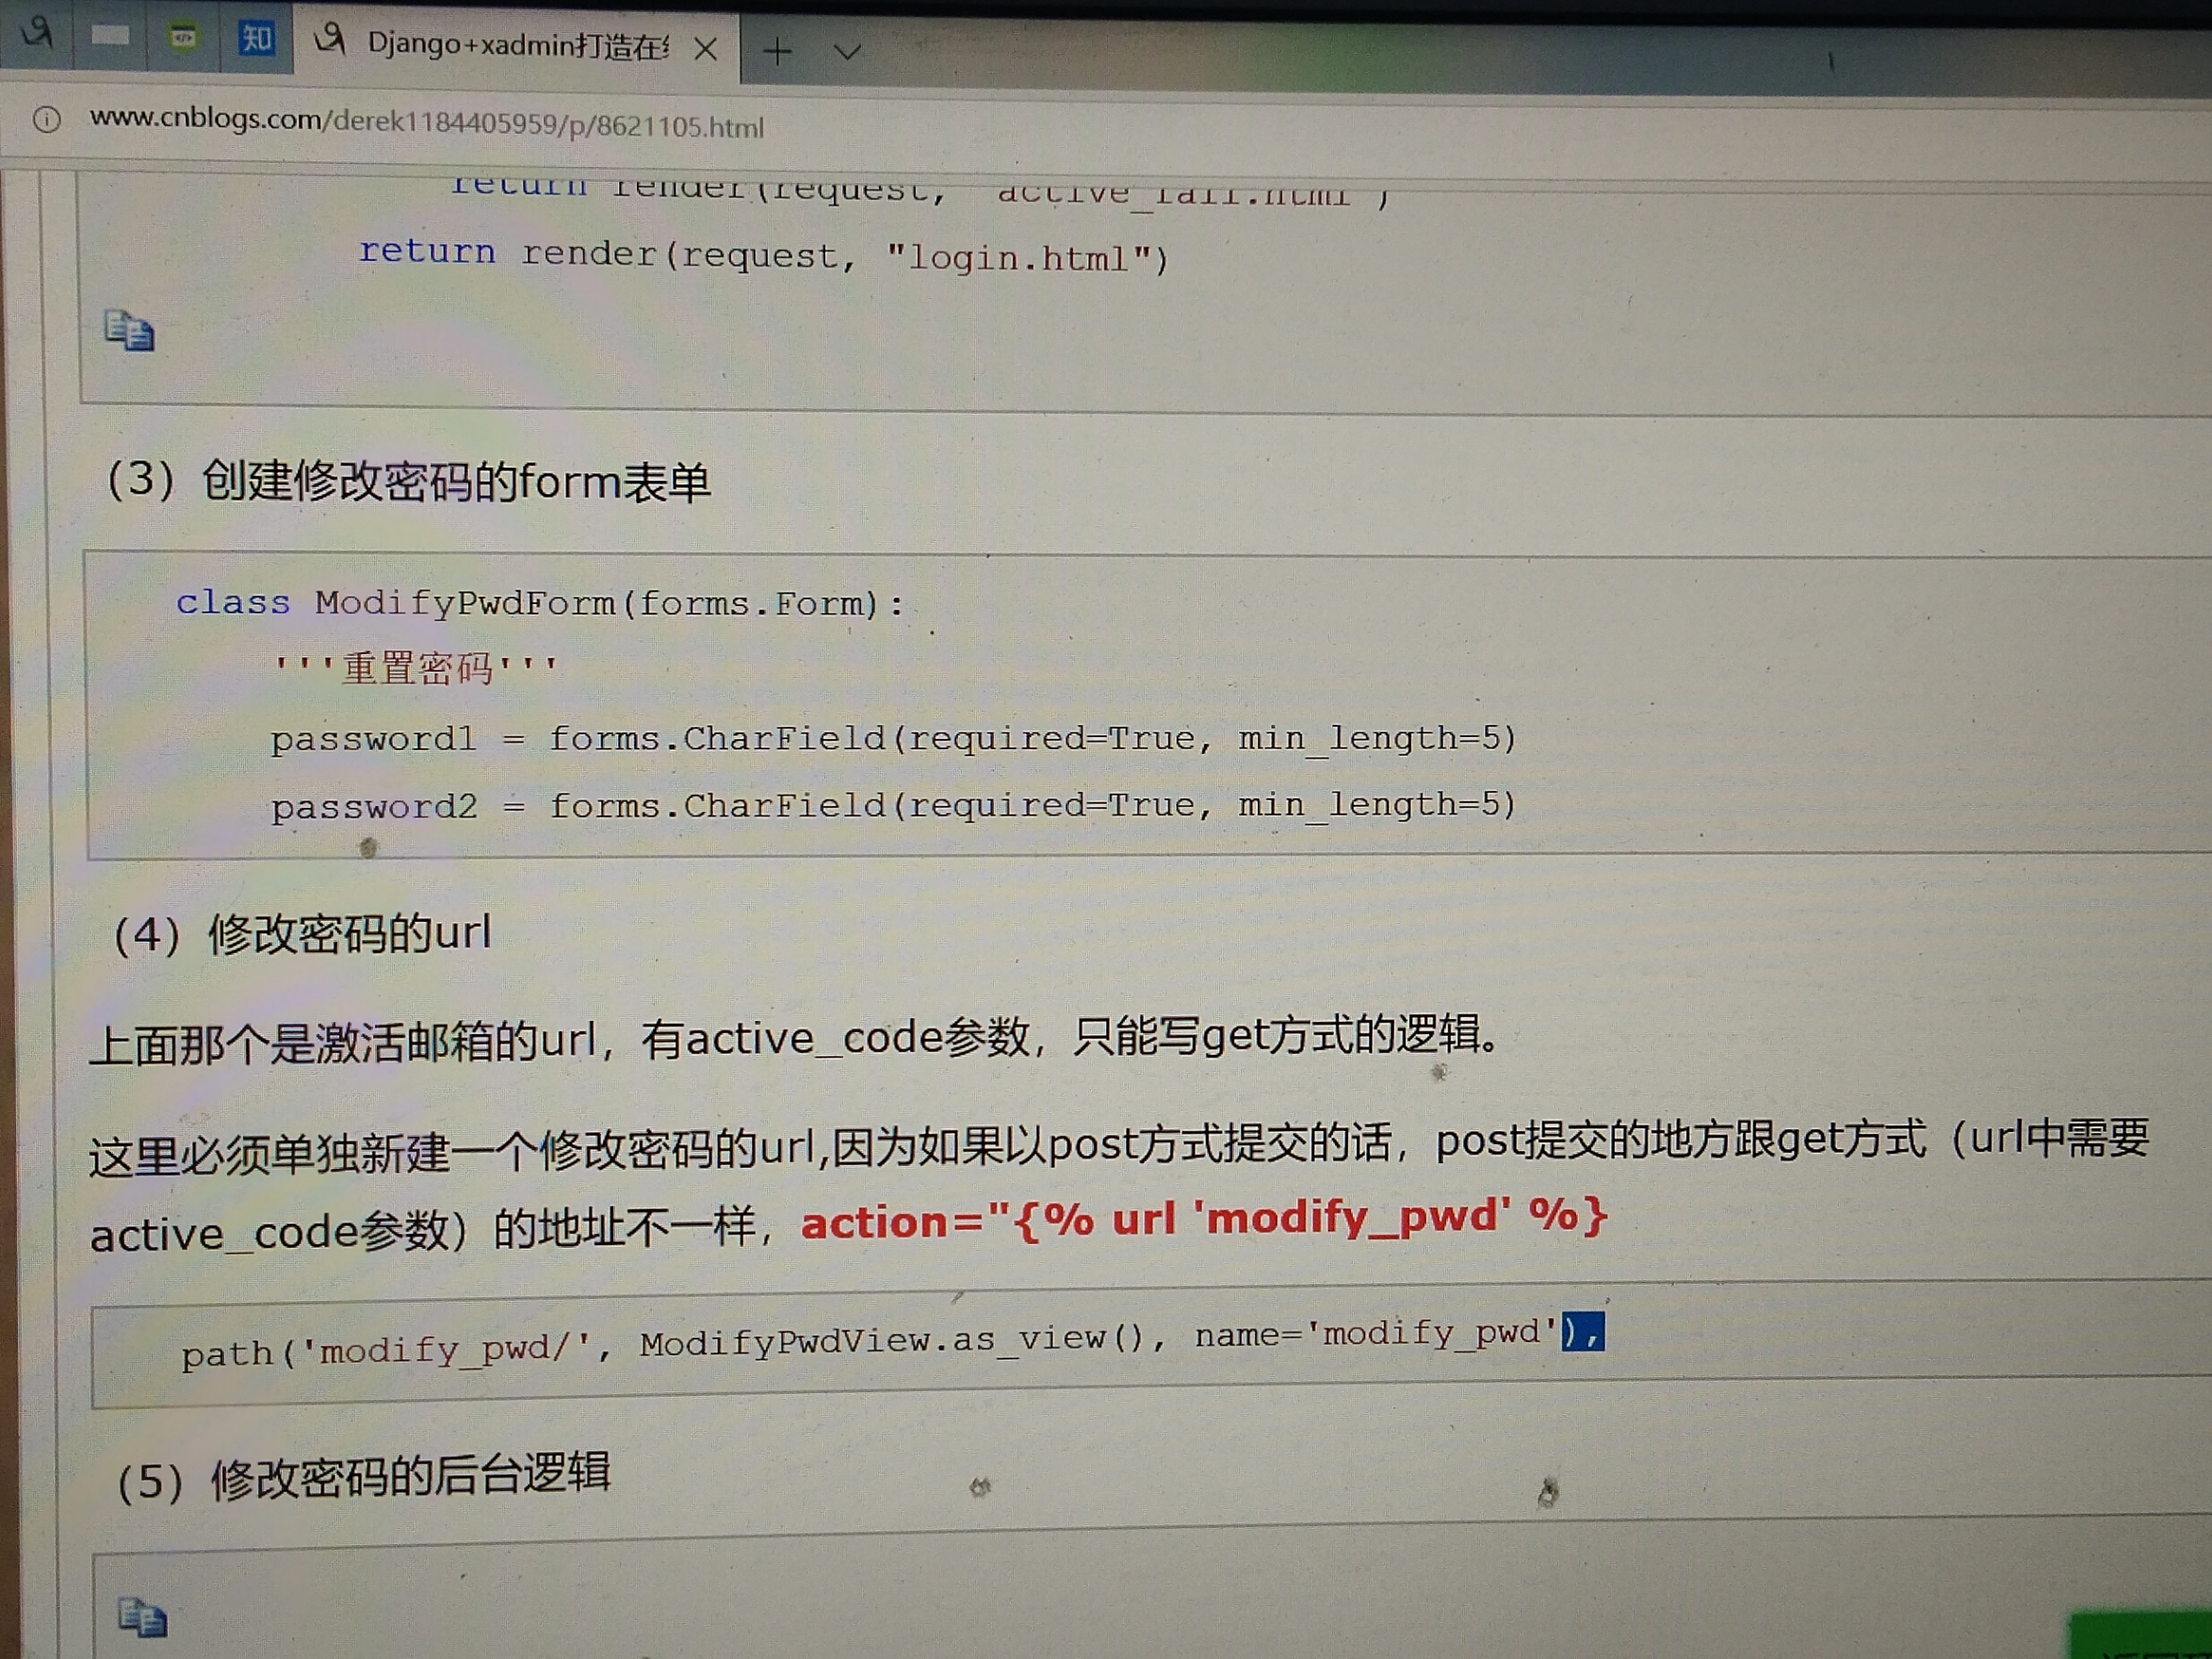 知
Django+xadmin打造在
www.cnblogs.com/derek1184405959/p/8621105.html
return render(request, "active_fail.html")
return render(request, "login.html")
（3）创建修改密码的form表单
class ModifyPwdForm(forms.Form):
'''重置密码'''
password1 = forms.CharField(required=True, min_length=5)
password2 = forms.CharField(required=True, min_length=5)
（4）修改密码的url
上面那个是激活邮箱的url，有active_code参数，只能写get方式的逻辑。
这里必须单独新建一个修改密码的url,因为如果以post方式提交的话，post提交的地方跟get方式（url中需要
active_code参数）的地址不一样，action="{% url 'modify_pwd' %}
path('modify_pwd/', ModifyPwdView.as_view(), name='modify_pwd'),
（5）修改密码的后台逻辑